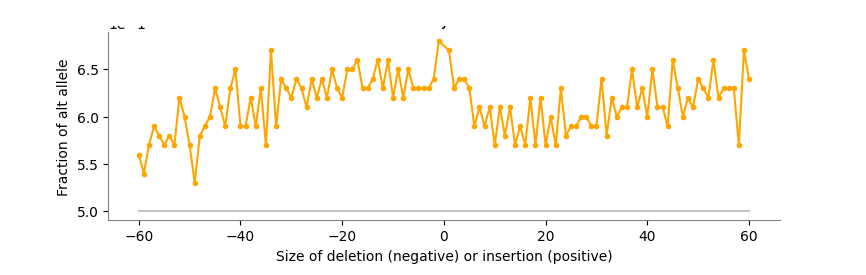 6.5
6.0
5.5
5.0
Fraction of alt allele
−60 −40 −20 0 20 40 60
Size of deletion (negative) or insertion (positive)